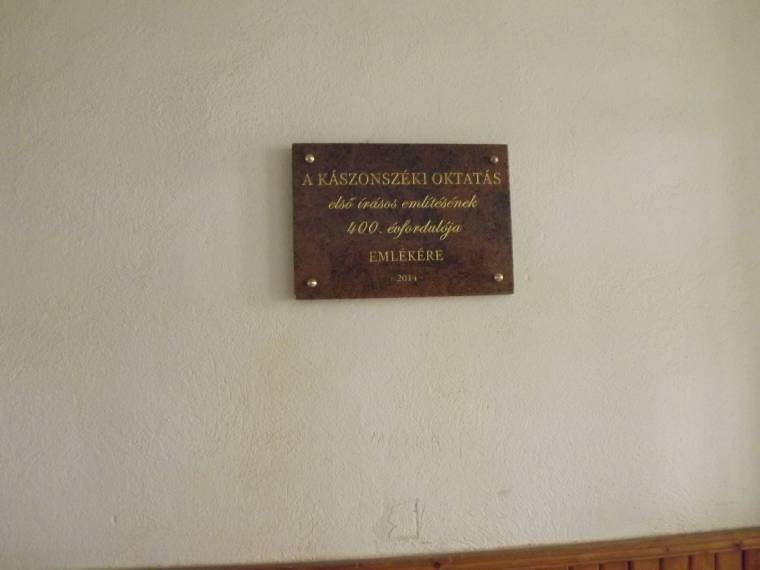 A KÁSZONSZÉKI OKTATÁS
első írásos említésének
400. évfordulója
EMLÉKÉRE
- 2014 -